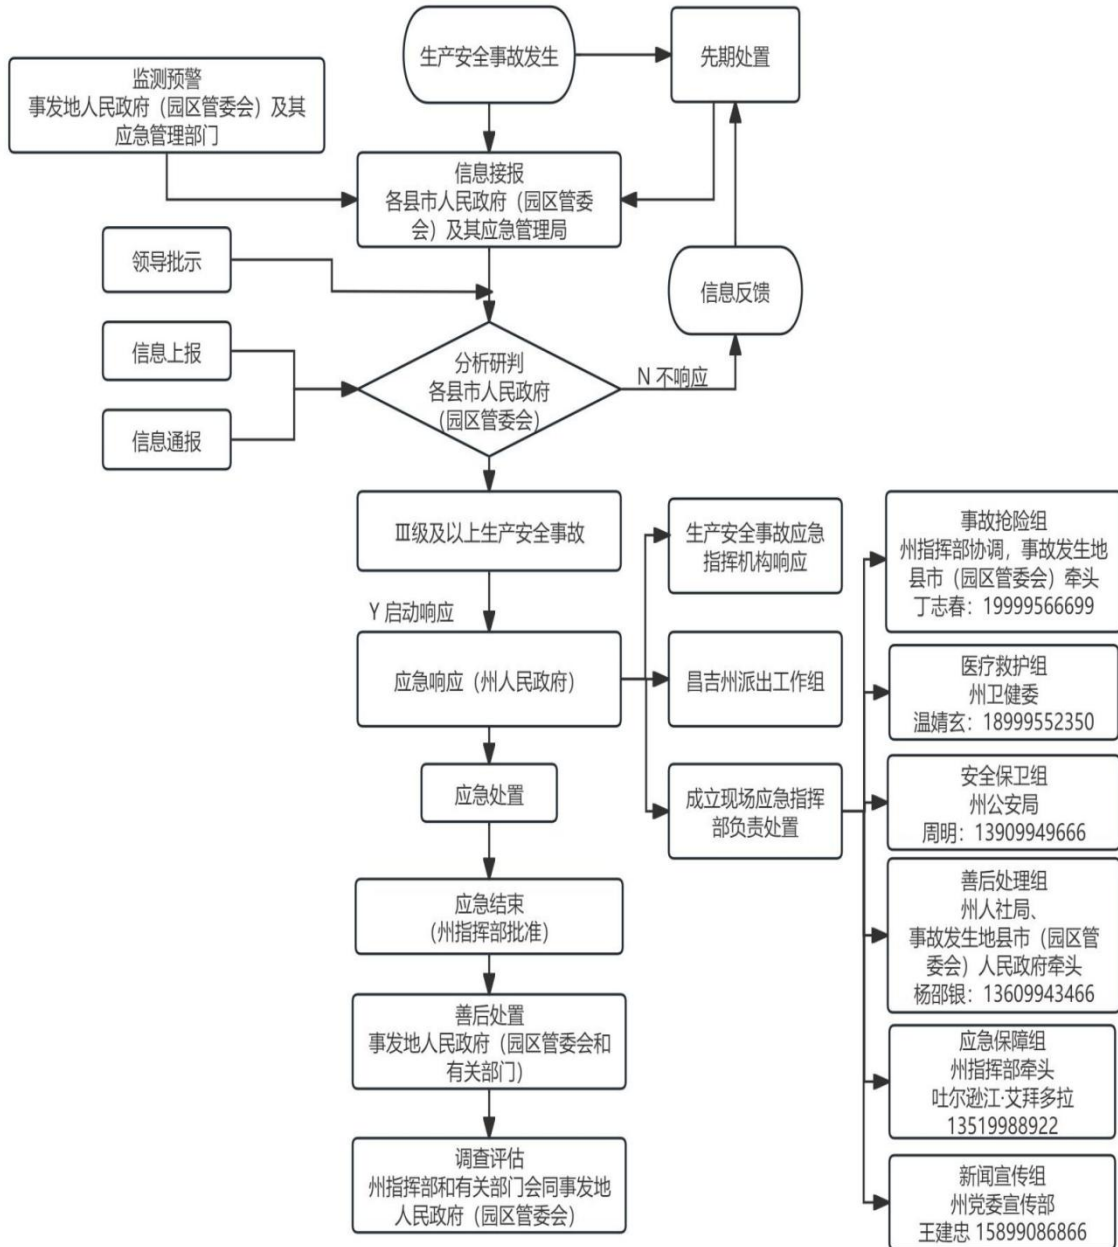 生产安全事故发生
先期处置
监测预警
事发地人民政府（园区管委会）及其
应急管理部门
信息接报
各县市人民政府（园区管委
会）及其应急管理局
领导批示
信息反馈
信息上报
分析研判
各县市人民政府
（园区管委会）
N 不响应
信息通报
Ⅲ级及以上生产安全事故
生产安全事故应急
指挥机构响应
事故抢险组
州指挥部协调，事故发生地
县市（园区管委会）牵头
丁志春：19999566699
Y 启动响应
应急响应（州人民政府）
昌吉州派出工作组
医疗救护组
州卫健委
温婧玄：18999552350
应急处置
成立现场应急指挥
部负责处置
安全保卫组
州公安局
周明：13909949666
应急结束
（州指挥部批准）
善后处理组
州人社局、
事故发生地县市（园区管
委会）人民政府牵头
杨邵银：13609943466
善后处置
事发地人民政府（园区管委会和
有关部门）
应急保障组
州指挥部牵头
吐尔逊江·艾拜多拉
13519988922
调查评估
州指挥部和有关部门会同事发地
人民政府（园区管委会）
新闻宣传组
州党委宣传部
王建忠 15899086866